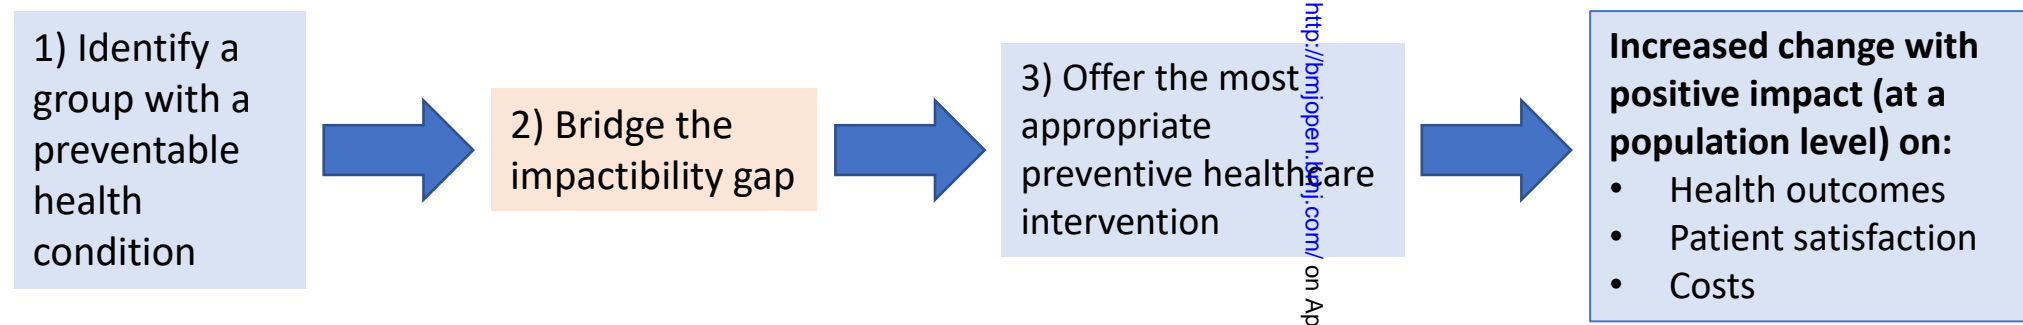 1) Identify a
group with a
preventable
health
condition
2) Bridge the
impactibility gap
3) Offer the most
appropriate
preventive healthcare
intervention
http://bmjopen.bmj.com/ on
Increased change with
positive impact (at a
population level) on:
• Health outcomes
• Patient satisfaction
• Costs